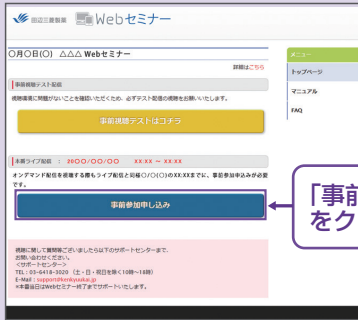 田辺三菱製薬 Webセミナー
〇月〇日(〇) △△△ Webセミナー
詳細はこちら
事前視聴テスト配信
視聴環境に問題がないことを確認いただくため、必ずテスト配信の視聴をお願いいたします。
事前視聴テストはコチラ
本番ライブ配信 : 20〇〇/〇〇/〇〇 XX:XX ～ XX:XX
オンデマンド配信を視聴する際もライブ配信と同様〇/〇(〇)のXX:XXまでに、事前参加申込みが必要
です。
事前参加申し込み
視聴に関して質問等ございましたら以下のサポートセンターまで、
お問い合わせください。
<サポートセンター>
TEL : 03-6418-3020 (土・日・祝日を除く10時～18時)
E-Mail : support@kenkyuukai.jp
※本番当日はWebセミナー終了までサポートいたします。
メニュー
トップページ
マニュアル
FAQ
「事前
をク